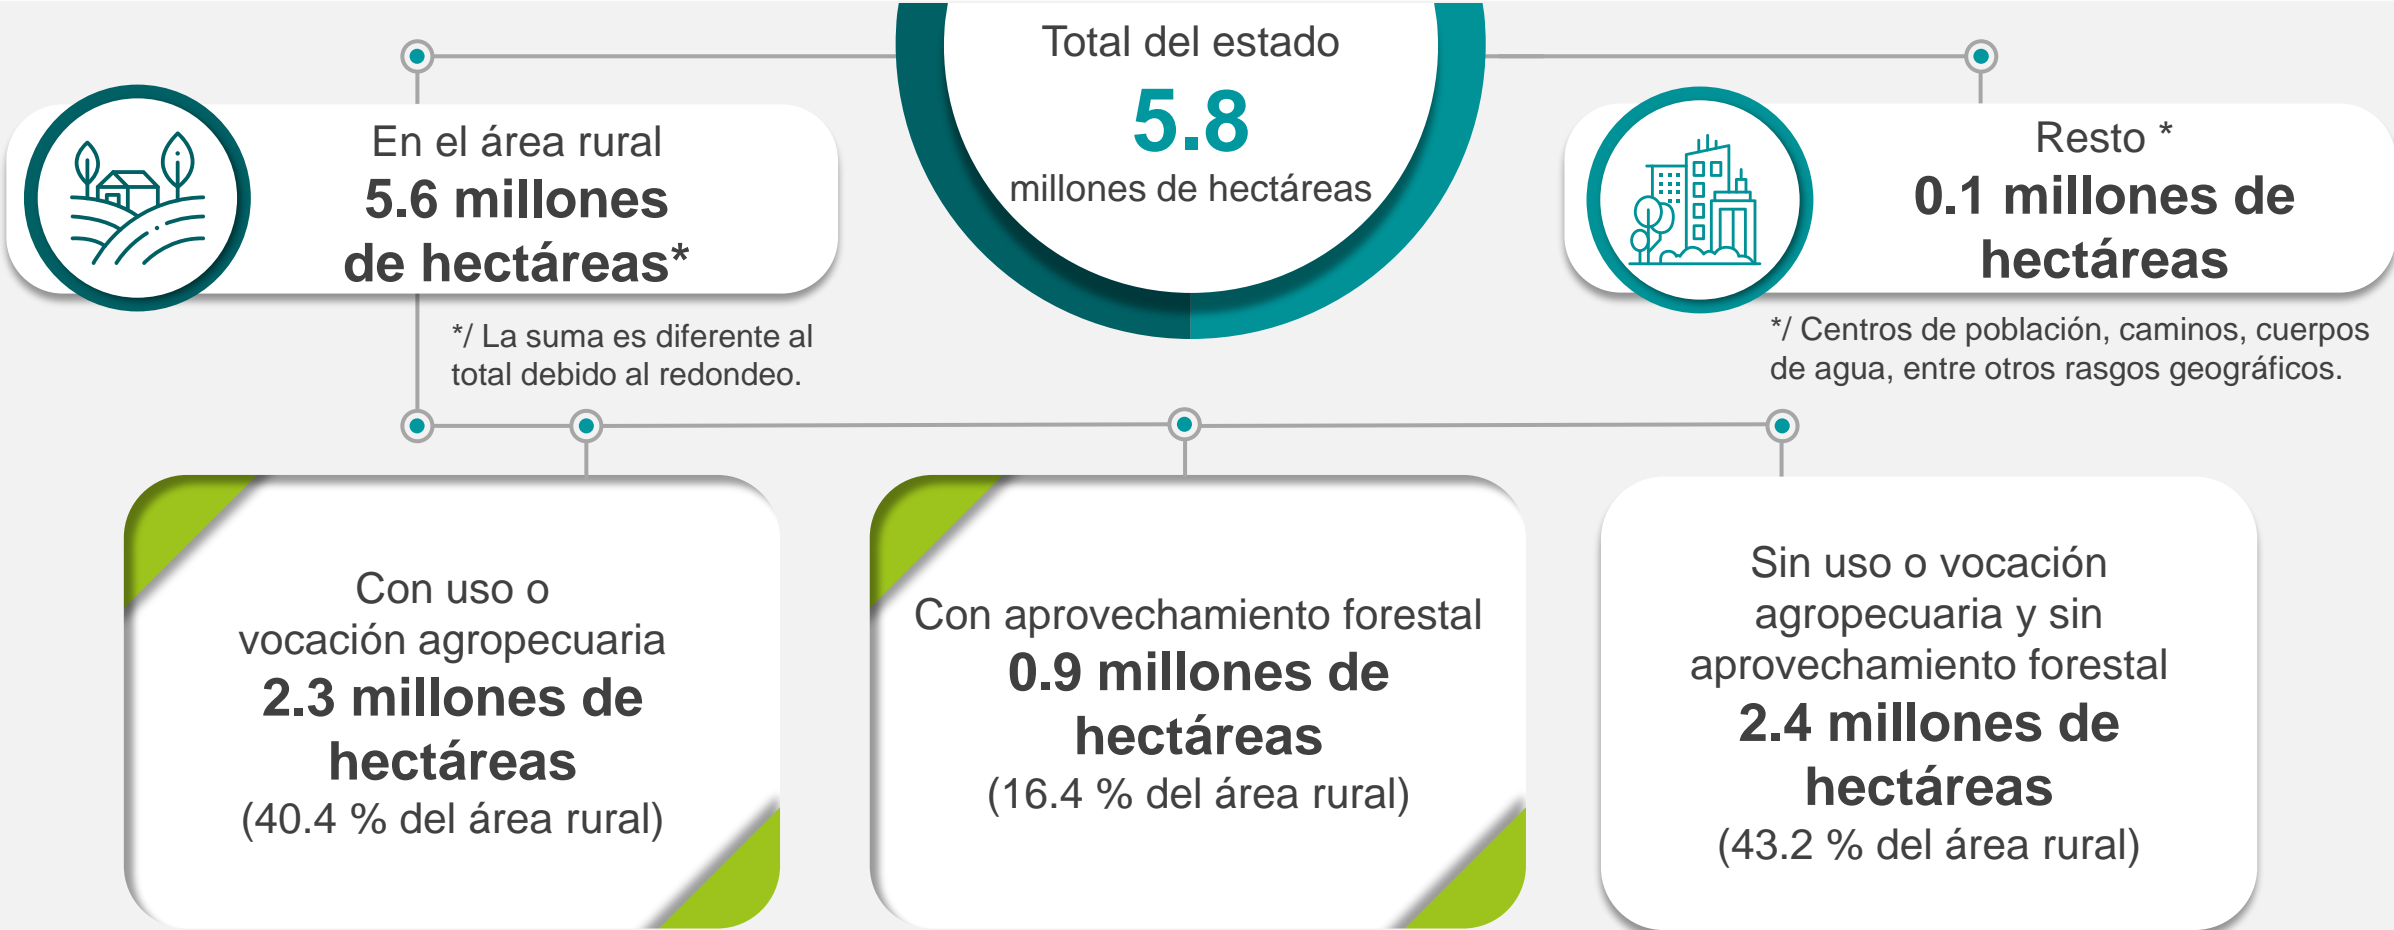 Total del estado
5.8
millones de hectáreas
En el área rural
5.6 millones
de hectáreas*
*/ La suma es diferente al
total debido al redondeo.
Resto *
0.1 millones de
hectáreas
*/ Centros de población, caminos, cuerpos
de agua, entre otros rasgos geográficos.
Con uso o
vocación agropecuaria
2.3 millones de
hectáreas
(40.4 % del área rural)
Con aprovechamiento forestal
0.9 millones de
hectáreas
(16.4 % del área rural)
Sin uso o vocación
agropecuaria y sin
aprovechamiento forestal
2.4 millones de
hectáreas
(43.2 % del área rural)